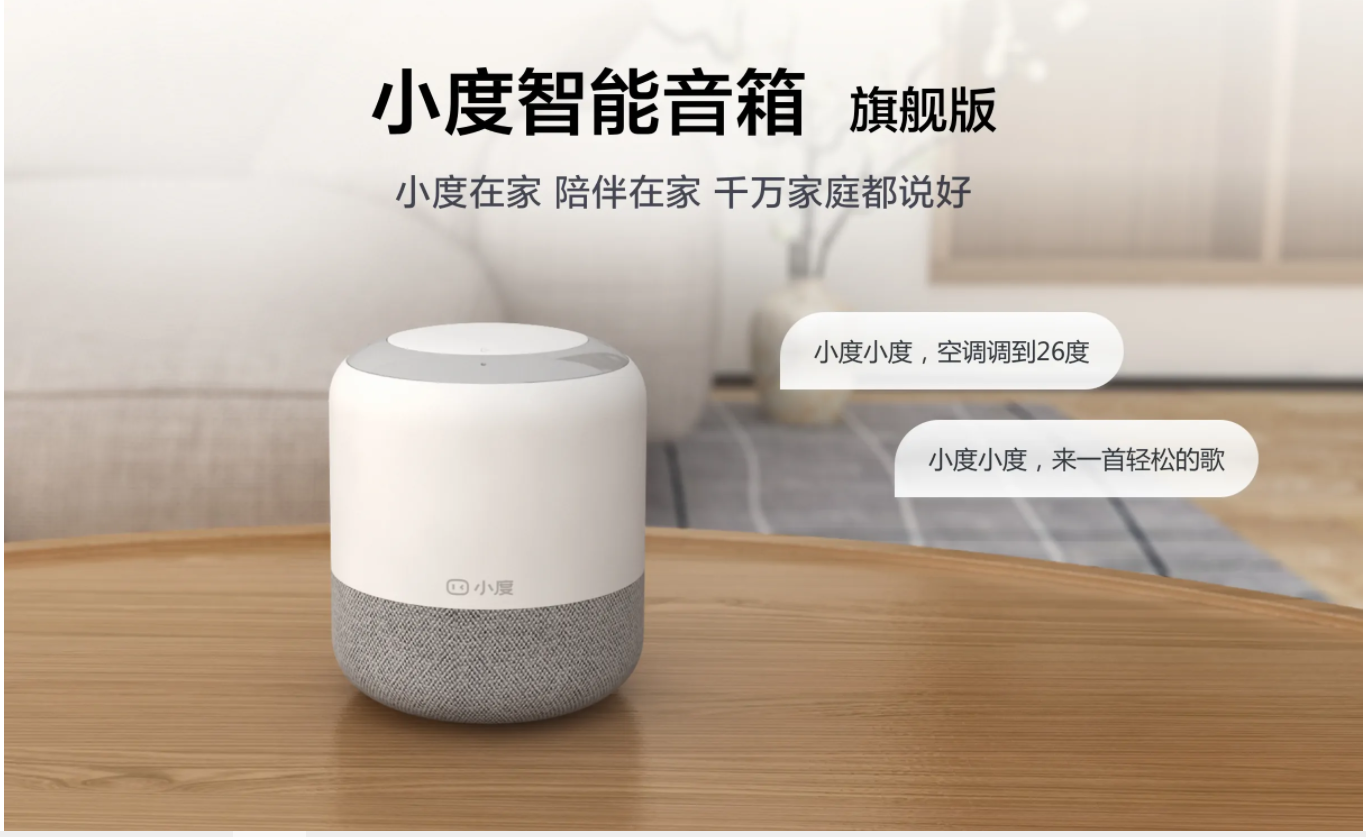 小度智能音箱 旗舰版
小度在家 陪伴在家 千万家庭都说好
小度小度，空调调到26度
小度小度，来一首轻松的歌
小度